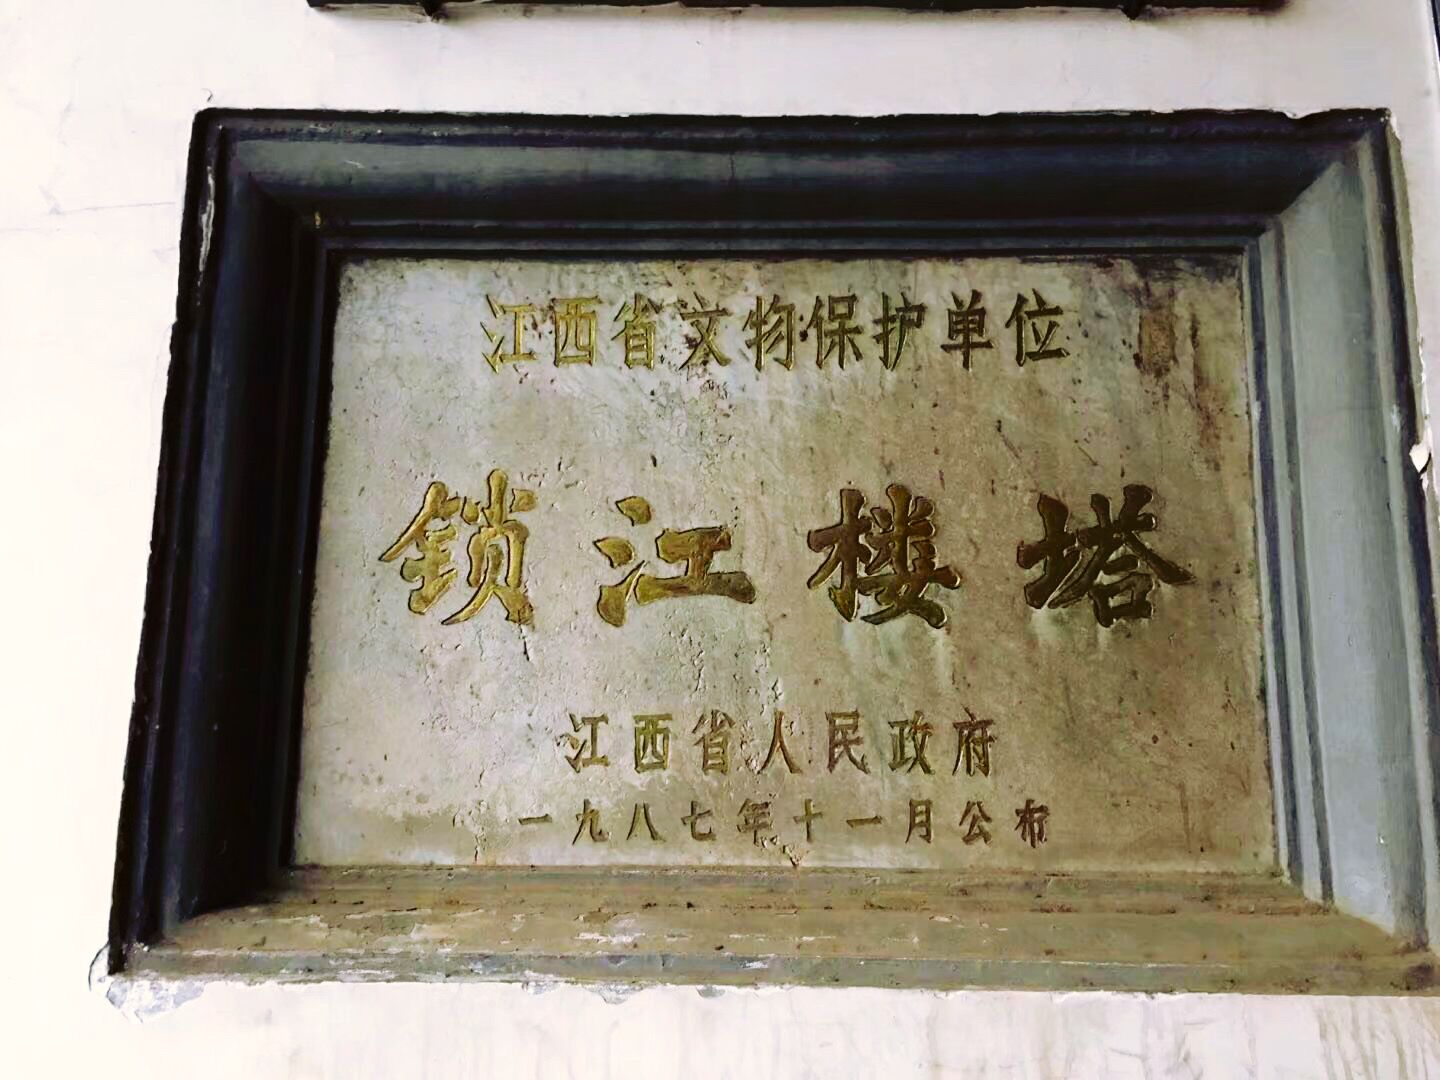 江西省文物保护单位
鎖江楼塔
江西省人民政府
一九八七年十一月公布